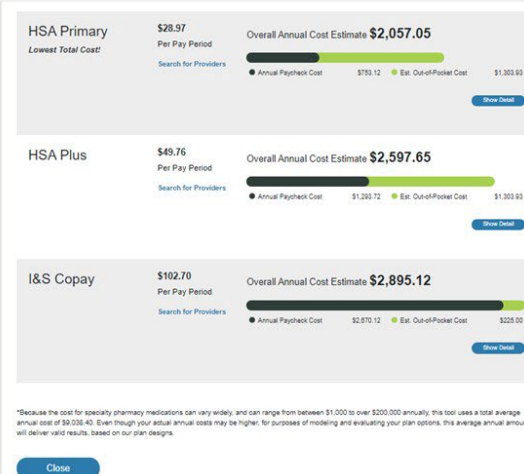 HSA Primary
Lowest Total Cost!
$28.97
Per Pay Period
Search for Providers
Overall Annual Cost Estimate $2,057.05
Annual Paycheck Cost $753.12 Est. Out-of-Pocket Cost $1,303.93
Show Detail
HSA Plus
$49.76
Per Pay Period
Search for Providers
Overall Annual Cost Estimate $2,597.65
Annual Paycheck Cost $1,293.72 Est. Out-of-Pocket Cost $1,303.93
Show Detail
I&S Copay
$102.70
Per Pay Period
Search for Providers
Overall Annual Cost Estimate $2,895.12
Annual Paycheck Cost $2,670.12 Est. Out-of-Pocket Cost $225.00
Show Detail
*Because the cost for specialty pharmacy medications can vary widely, and can range from between $1,000 to over $200,000 annually, this tool uses a total average
annual cost of $9,038.40. Even though your actual annual costs may be higher, for purposes of modeling and evaluating your plan options, this average annual amou
will deliver valid results, based on our plan designs.
Close